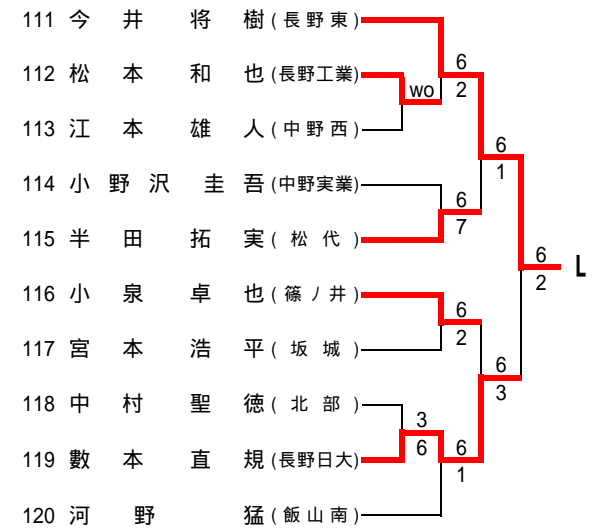 111 今井 将樹 (長野東)
6
112 松本 和也 (長野工業)
wo 2
113 江本 雄人 (中野西)
6
1
114 小野沢 圭吾 (中野実業)
6
7
115 半田 拓実 (松代)
6 L
2
116 小泉 卓也 (篠ノ井)
6
2
117 宮本 浩平 (坂城)
6
3
118 中村 聖徳 (北部)
3
6 6
119 數本 直規 (長野日大)
1
120 河野 猛 (飯山南)